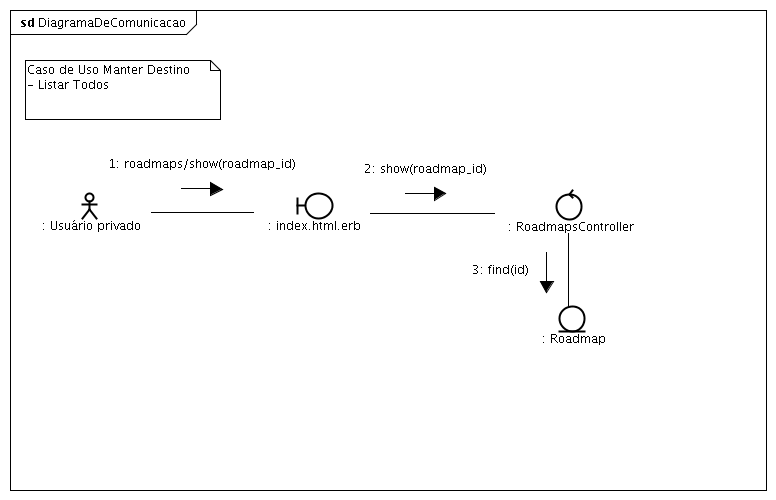 sd DiagramaDeComunicacao
Caso de Uso Manter Destino
- Listar Todos
1: roadmaps/show(roadmap_id)
2: show(roadmap_id)
: Usuário privado
: index.html.erb
: RoadmapsController
3: find(id)
: Roadmap